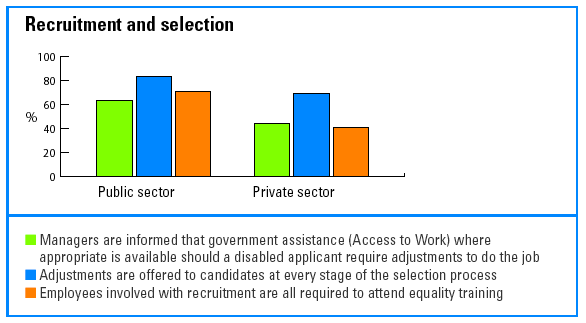 Recruitment and selection
100
80
60
%
40
20
0
Public sector
Private sector
Managers are informed that government assistance (Access to Work) where
appropriate is available should a disabled applicant require adjustments to do the job
Adjustments are offered to candidates at every stage of the selection process
Employees involved with recruitment are all required to attend equality training